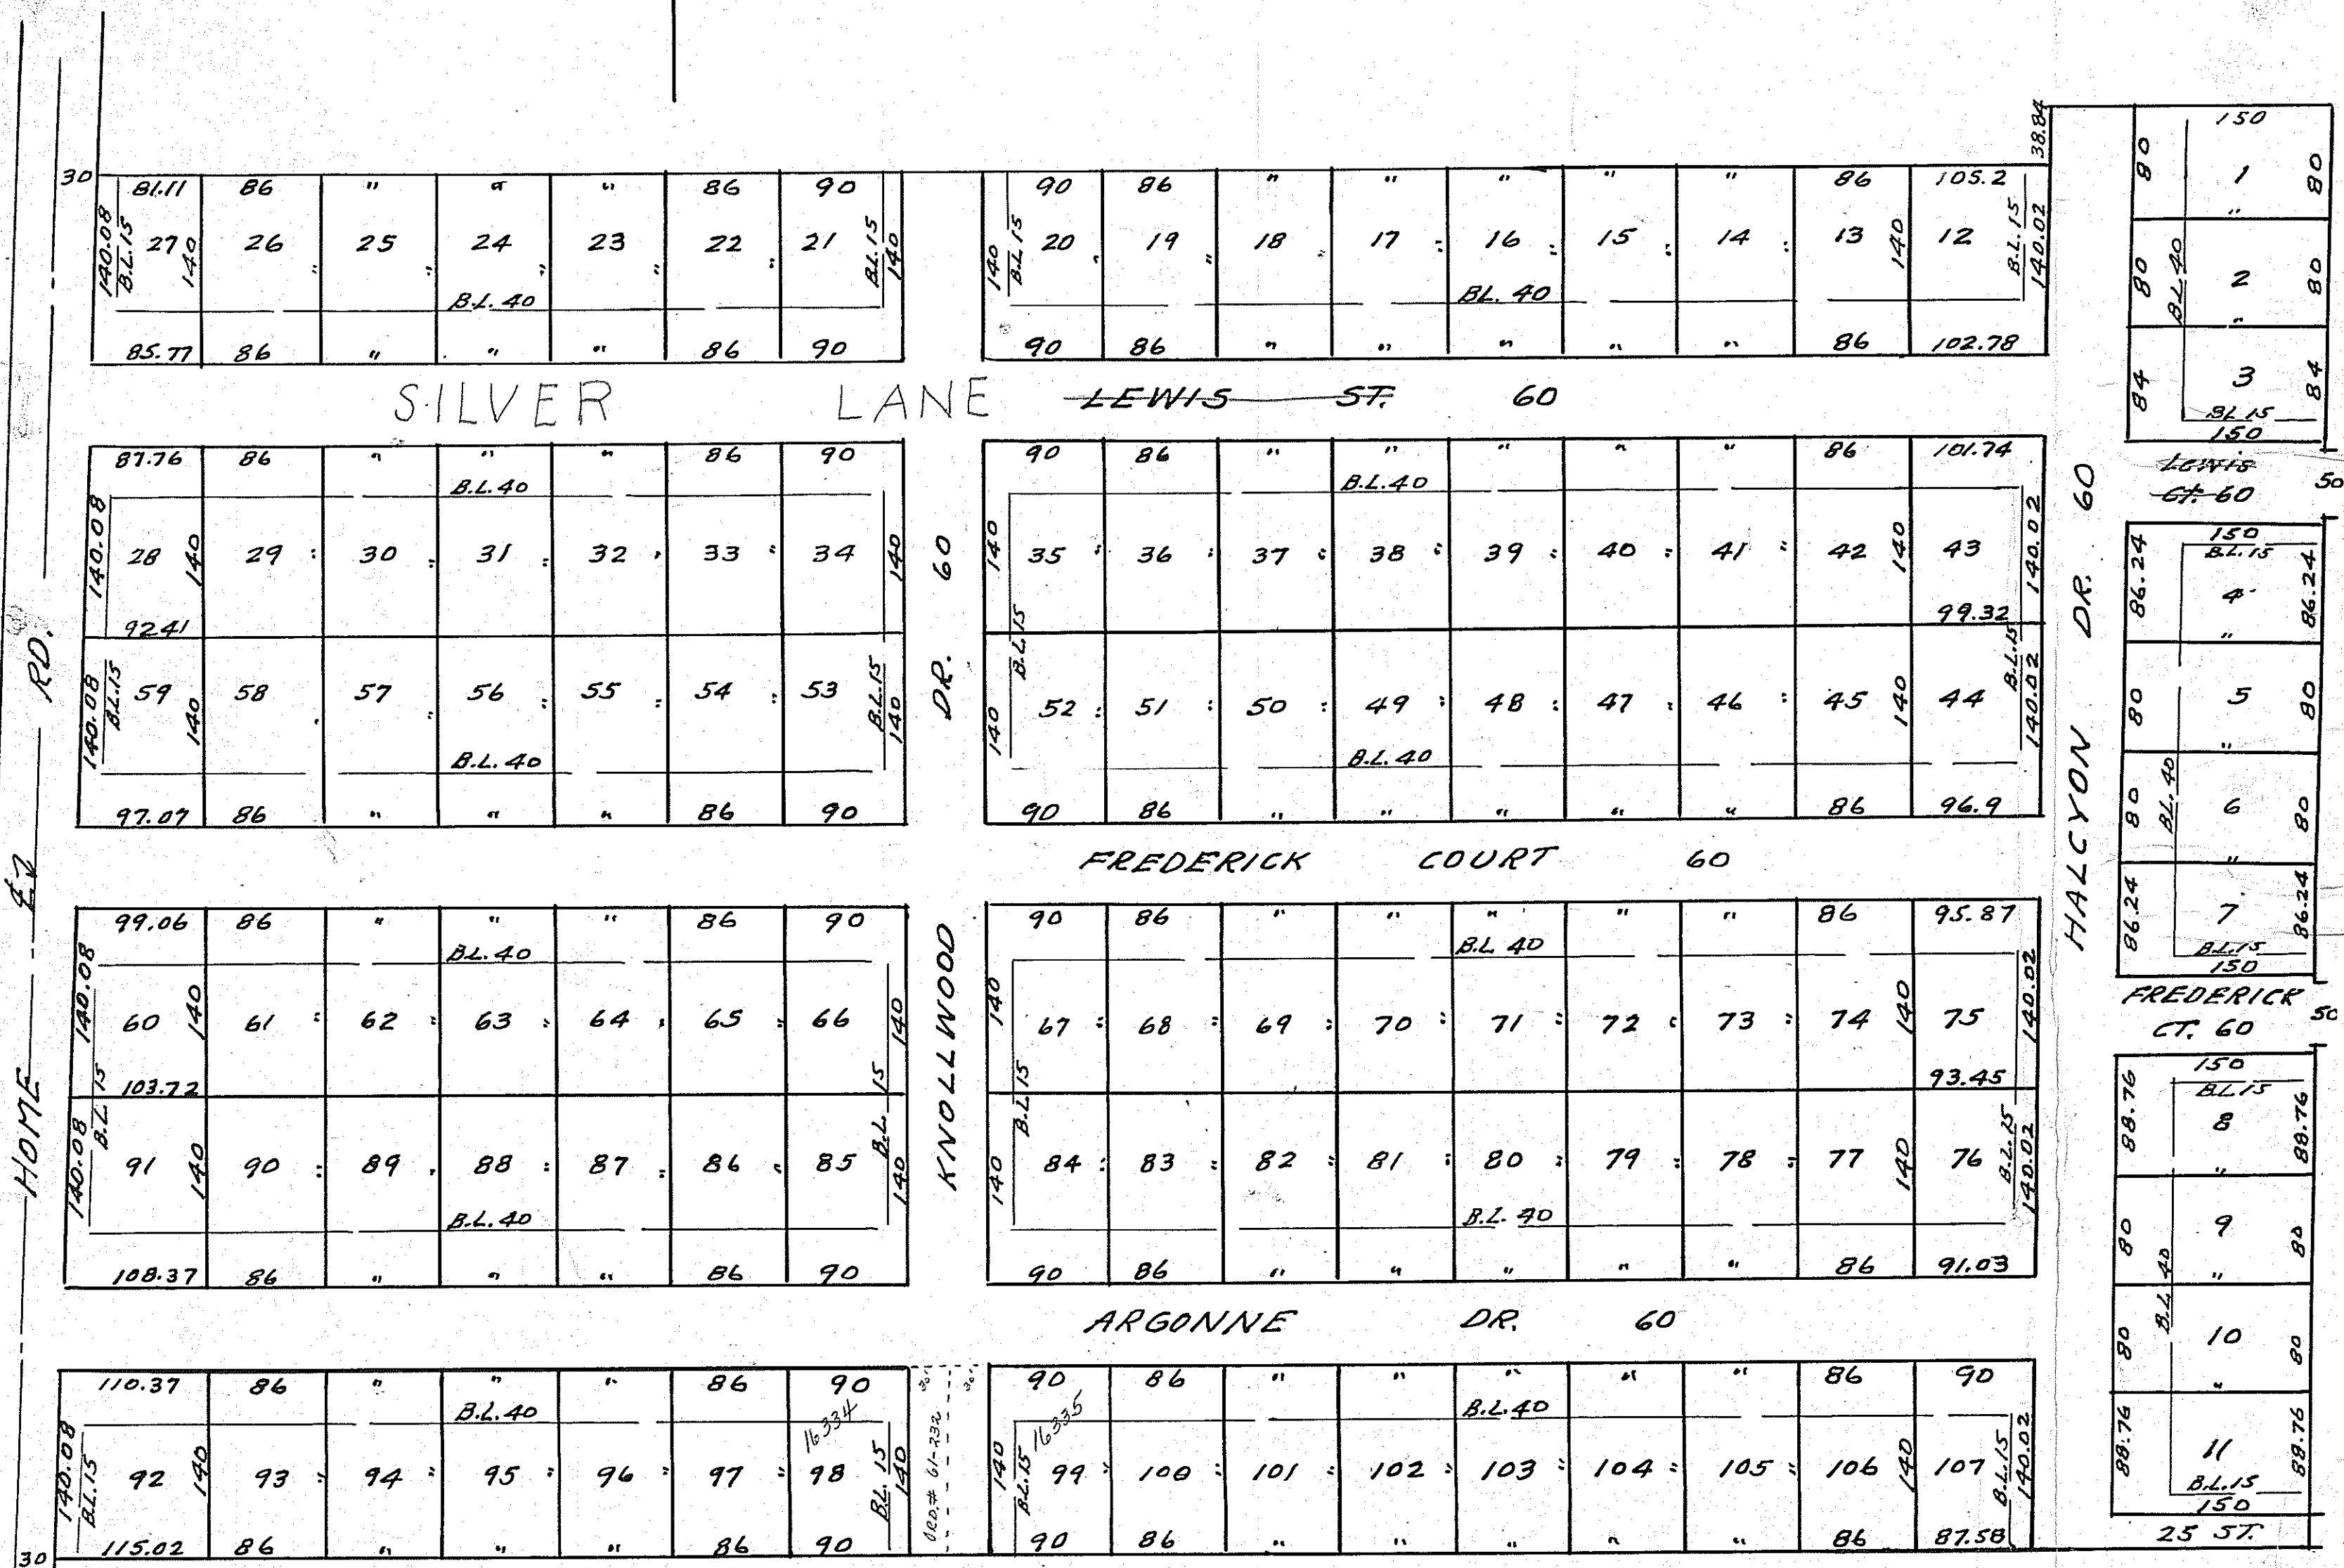 38.84
30 81.11 86 " " " 86 90 90 86 " " " " " 86 105.2 150
140.08 B.L.15 27 140 26 " 25 " 24 " 23 " 22 " 21 B.L.15 140 140 B.L.15 20 " 19 " 18 " 17 " 16 " 15 " 14 " 13 140 12 B.L.15 140.02 80 1 80
"
B.L. 40 B.L. 40 80 B.L.40 2 80
"
85.77 86 " " " 86 90 90 86 " " " " " 86 102.78
84 3 84
SILVER LANE LEWIS ST. 60
B.L.15
150
87.76 86 " " " 86 90 90 86 " " " " " 86 101.74
Lewis
Ct. 60 50
B.L.40 B.L.40
150
B.L.15
140.08 28 140 29 " 30 " 31 " 32 " 33 " 34 140 140 35 " 36 " 37 " 38 " 39 " 40 " 41 " 42 140 43 140.02
86.24 4 86.24
"
92.41 99.32
140.08 B.L.15 59 140 58 " 57 " 56 " 55 " 54 " 53 B.L.15 140 140 B.L.15 52 " 51 " 50 " 49 " 48 " 47 " 46 " 45 140 44 B.L.15 140.02
80 5 80
"
B.L. 40 B.L. 40
97.07 86 " " " 86 90 90 86 " " " " " 86 96.9
80 B.L.40 6 80
"
HOME RD.
KNOLLWOOD DR. 60
HALCYON DR. 60
FREDERICK COURT 60
99.06 86 " " " 86 90 90 86 " " " " " 86 95.87
86.24 7 86.24
B.L.15
150
B.L. 40 B.L. 40
FREDERICK
CT. 60 50
140.08 60 140 61 " 62 " 63 " 64 " 65 " 66 140 140 67 " 68 " 69 " 70 " 71 " 72 " 73 " 74 140 75 140.02
B.L.15 103.72 B.L.15 B.L.15 93.45
150
B.L.15
88.76 8 88.76
"
140.08 91 140 90 " 89 " 88 " 87 " 86 " 85 140 140 84 " 83 " 82 " 81 " 80 " 79 " 78 " 77 140 76 B.L.15 140.02
B.L.40 B.L. 40
80 9 80
"
108.37 86 " " " 86 90 90 86 " " " " " 86 91.03
ARGONNE DR. 60
B.L.40
80 10 80
"
110.37 86 " " " 86 90 30' 30' 90 86 " " " " " 86 90
B.L.40 16334 16335 B.L.40
140.08 B.L.15 92 140 93 " 94 " 95 " 96 " 97 " 98 B.L.15 140 ORD.# 61-232 140 B.L.15 99 " 100 " 101 " 102 " 103 " 104 " 105 " 106 140 107 B.L.15 140.02
88.76 11 88.76
B.L.15
150
30 115.02 86 " " " 86 90 90 86 " " " " " 86 87.58
25 ST.